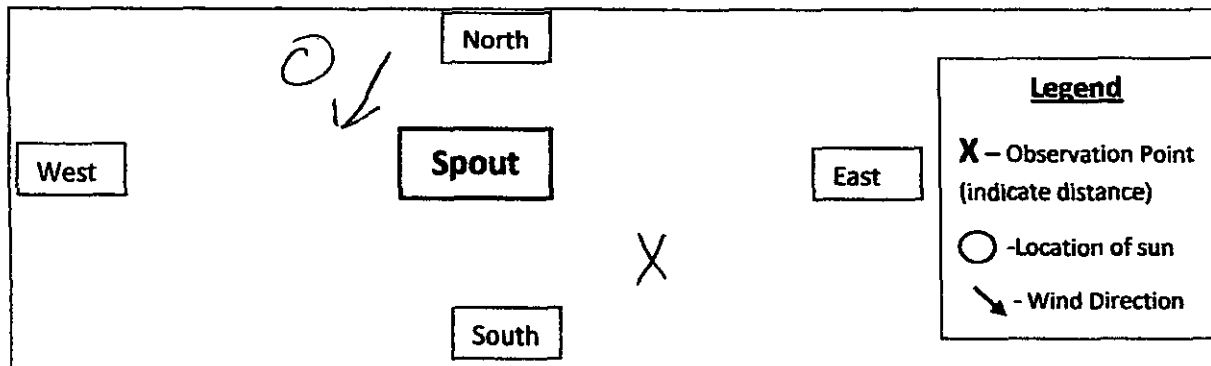 North
West
Spout
East
South
X
Legend
X – Observation Point
(indicate distance)
-Location of sun
- Wind Direction